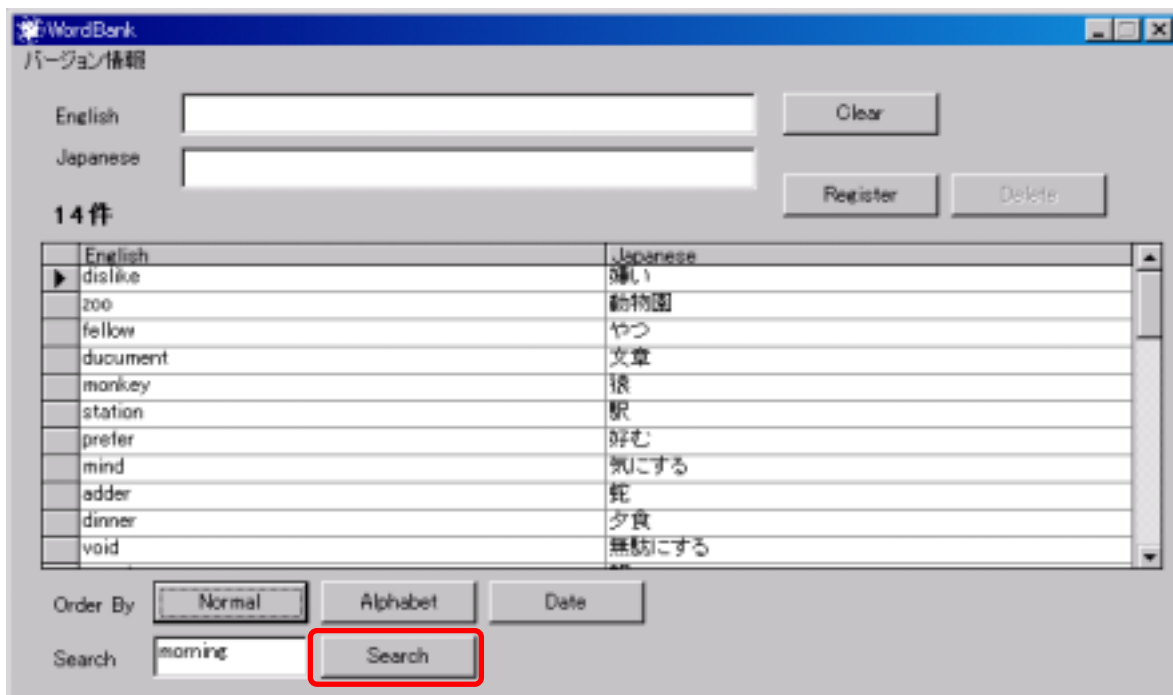 WordBank
バージョン情報
English
Clear
Japanese
Register Delete
14件
English Japanese
dislike 嫌い
zoo 動物園
fellow やつ
ducument 文章
monkey 猿
station 駅
prefer 好む
mind 気にする
adder 蛇
dinner 夕食
void 無駄にする
Order By Normal Alphabet Date
Search morning Search